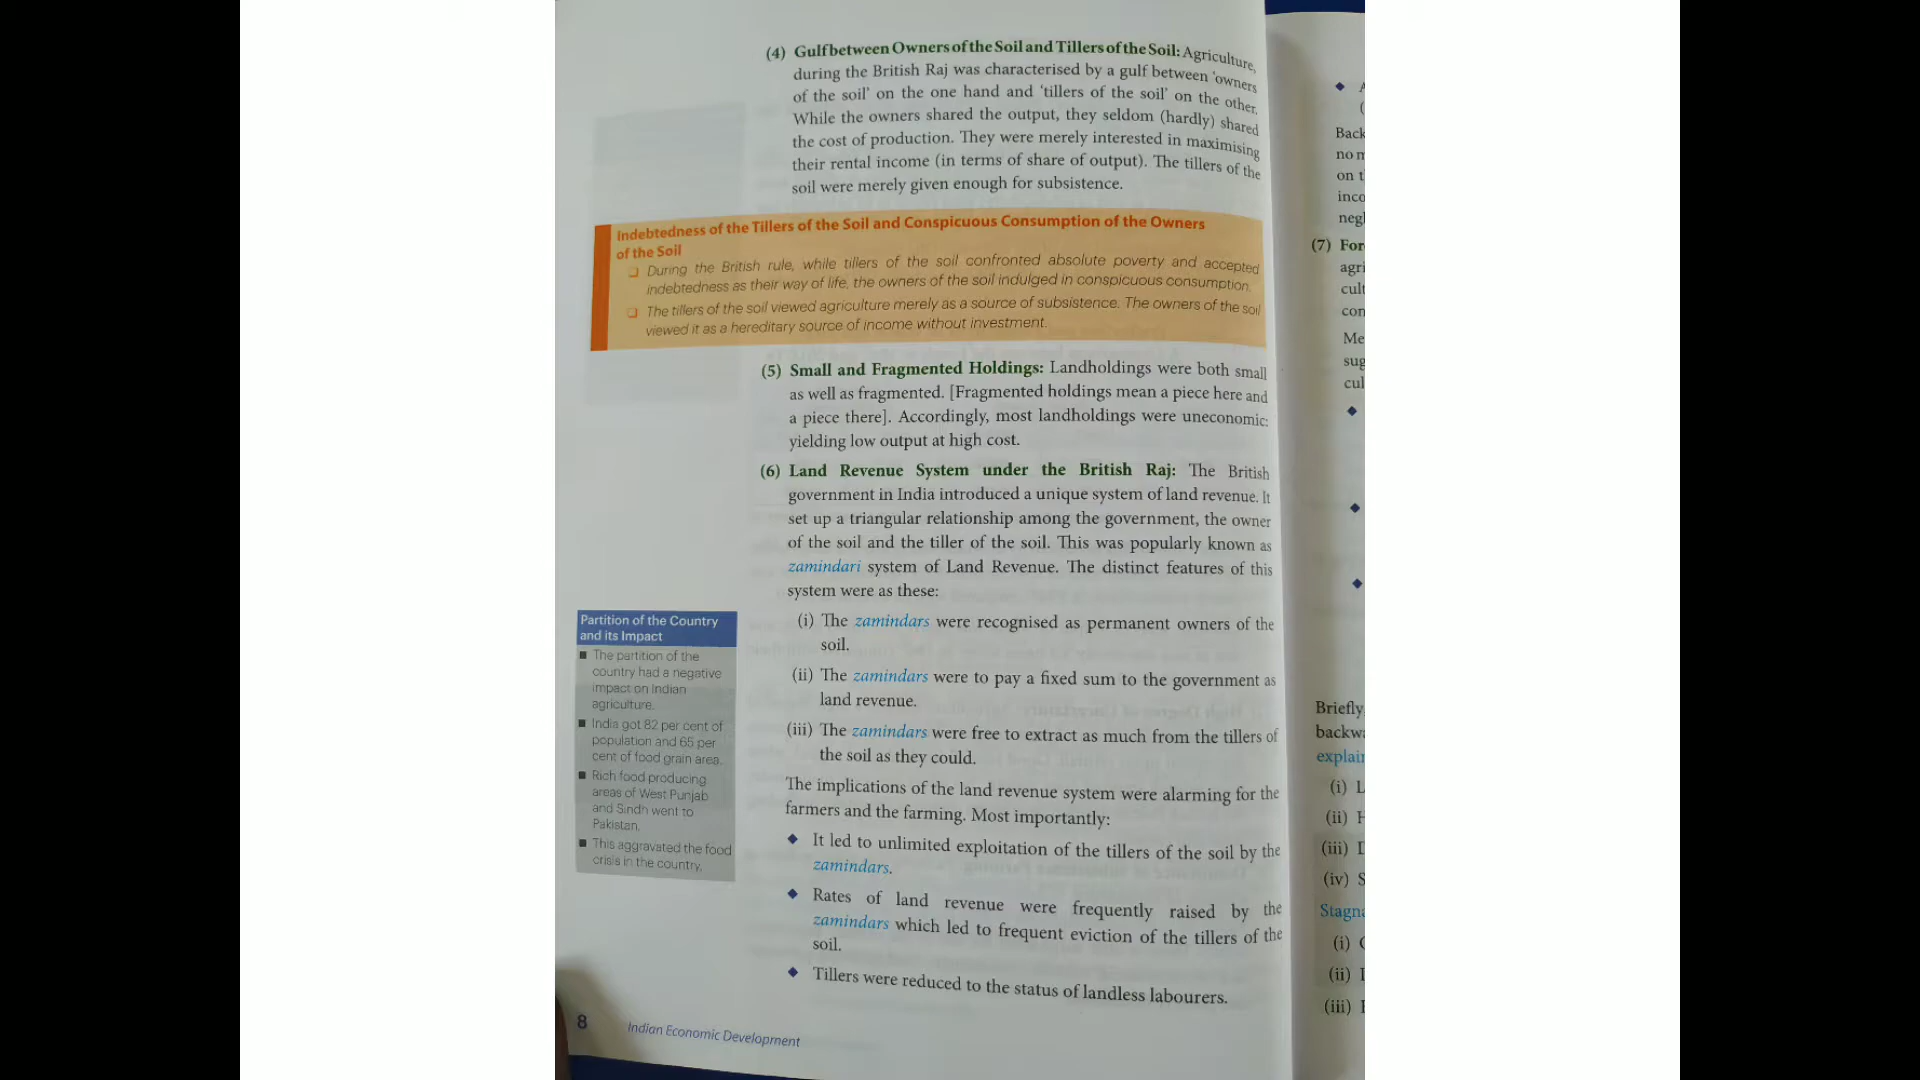 (4) Gulf between Owners of the Soil and Tillers of the Soil: Agriculture,
during the British Raj was characterised by a gulf between 'owners
of the soil' on the one hand and 'tillers of the soil' on the other.
While the owners shared the output, they seldom (hardly) shared
the cost of production. They were merely interested in maximising
their rental income (in terms of share of output). The tillers of the
soil were merely given enough for subsistence.
Indebtedness of the Tillers of the Soil and Conspicuous Consumption of the Owners
of the Soil
❑ During the British rule, while tillers of the soil confronted absolute poverty and accepted
indebtedness as their way of life, the owners of the soil indulged in conspicuous consumption.
❑ The tillers of the soil viewed agriculture merely as a source of subsistence. The owners of the soil
viewed it as a hereditary source of income without investment.
(5) Small and Fragmented Holdings: Landholdings were both small
as well as fragmented. [Fragmented holdings mean a piece here and
a piece there]. Accordingly, most landholdings were uneconomic:
yielding low output at high cost.
(6) Land Revenue System under the British Raj: The British
government in India introduced a unique system of land revenue. It
set up a triangular relationship among the government, the owner
of the soil and the tiller of the soil. This was popularly known as
zamindari system of Land Revenue. The distinct features of this
system were as these:
(i) The zamindars were recognised as permanent owners of the
soil.
(ii) The zamindars were to pay a fixed sum to the government as
land revenue.
(iii) The zamindars were free to extract as much from the tillers of
the soil as they could.
The implications of the land revenue system were alarming for the
farmers and the farming. Most importantly:
◆ It led to unlimited exploitation of the tillers of the soil by the
zamindars.
◆ Rates of land revenue were frequently raised by the
zamindars which led to frequent eviction of the tillers of the
soil.
◆ Tillers were reduced to the status of landless labourers.
Partition of the Country
and its Impact
■ The partition of the
country had a negative
impact on Indian
agriculture.
■ India got 82 per cent of
population and 65 per
cent of food grain area.
■ Rich food producing
areas of West Punjab
and Sindh went to
Pakistan.
■ This aggravated the food
crisis in the country.
8 Indian Economic Development
Back
no m
on t
inco
negl
(7) For
agri
cult
con
Me
sug
cul
Briefly,
backwa
explain
(i) L
(ii)
(iii)
(iv) S
Stagna
(i)
(ii)
(iii)